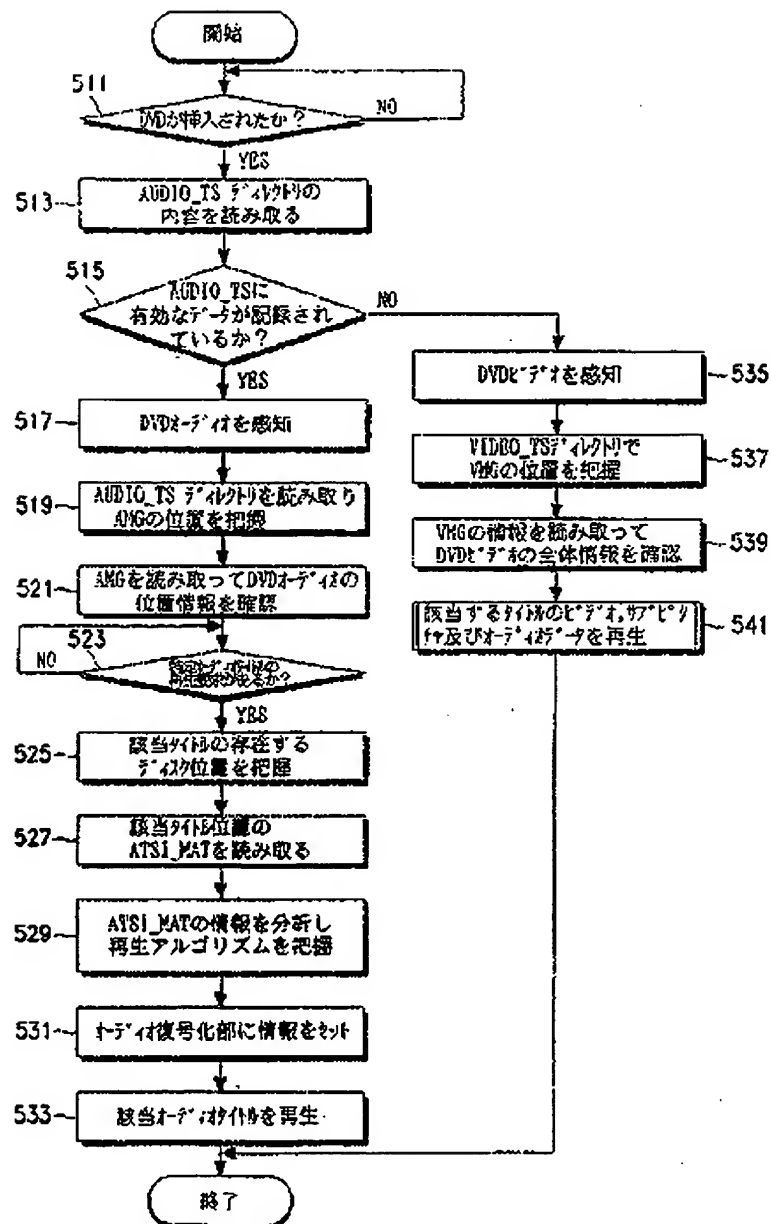 開始
511
DVDが挿入されたか?
NO
YES
513
AUDIO_TS ディレクトリの
内容を読み取る
515
AUDIO_TSに
有効なデータが記録され
ているか?
NO
YES
517
DVDオーディオを感知
519
AUDIO_TS ディレクトリを読み取り
AMGの位置を把握
521
AMGを読み取ってDVDオーディオの
位置情報を確認
523
NO
再生要求があるか?
YES
525
該当タイトルの存在する
ディスク位置を把握
527
該当タイトル位置の
ATSI_MATを読み取る
529
ATSI_MATの情報を分析し
再生アルゴリズムを把握
531
オーディオ復号化部に情報をセット
533
該当オーディオタイトルを再生
終了
DVDビデオを感知
535
VIDEO_TSディレクトリで
VMGの位置を把握
537
VMGの情報を読み取って
DVDビデオの全体情報を確認
539
該当するタイトルのビデオ,サブピク
チャ及びオーディオデータを再生
541